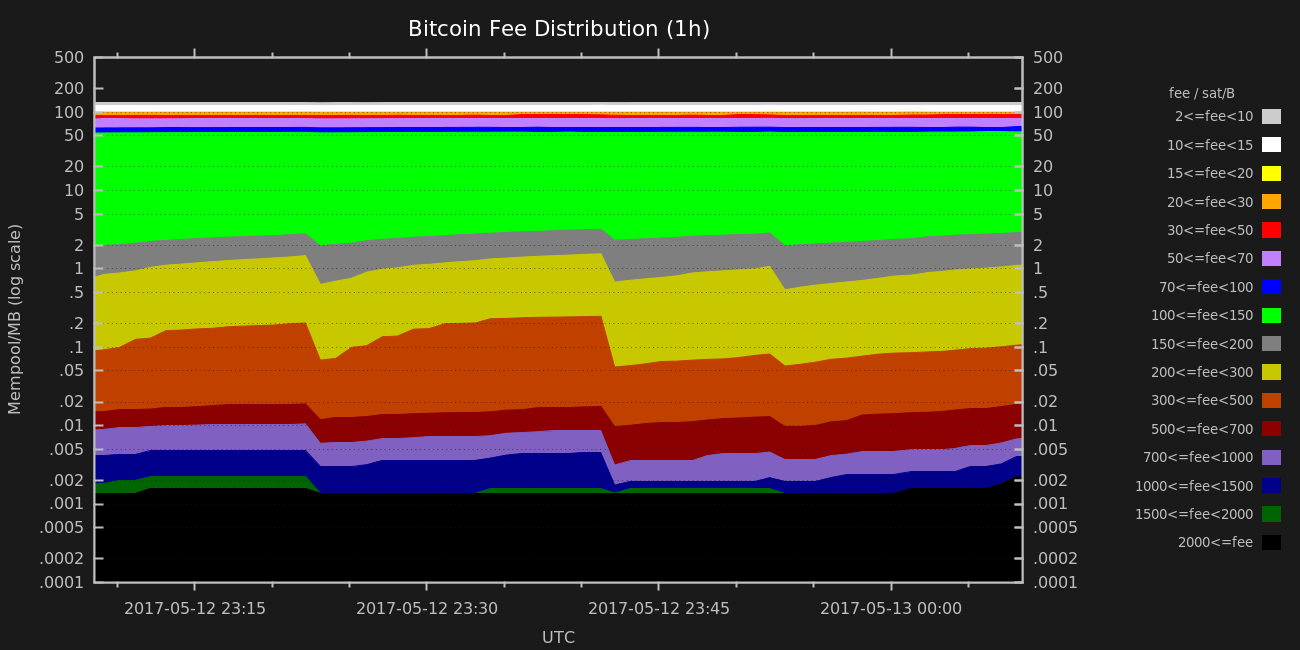 Bitcoin Fee Distribution (1h)
Mempool/MB (log scale)
500
200
100
50
20
10
5
2
1
.5
.2
.1
.05
.02
.01
.005
.002
.001
.0005
.0002
.0001
500
200
100
50
20
10
5
2
1
.5
.2
.1
.05
.02
.01
.005
.002
.001
.0005
.0002
.0001
2017-05-12 23:15 2017-05-12 23:30 2017-05-12 23:45 2017-05-13 00:00
UTC
fee / sat/B
2<=fee<10
10<=fee<15
15<=fee<20
20<=fee<30
30<=fee<50
50<=fee<70
70<=fee<100
100<=fee<150
150<=fee<200
200<=fee<300
300<=fee<500
500<=fee<700
700<=fee<1000
1000<=fee<1500
1500<=fee<2000
2000<=fee